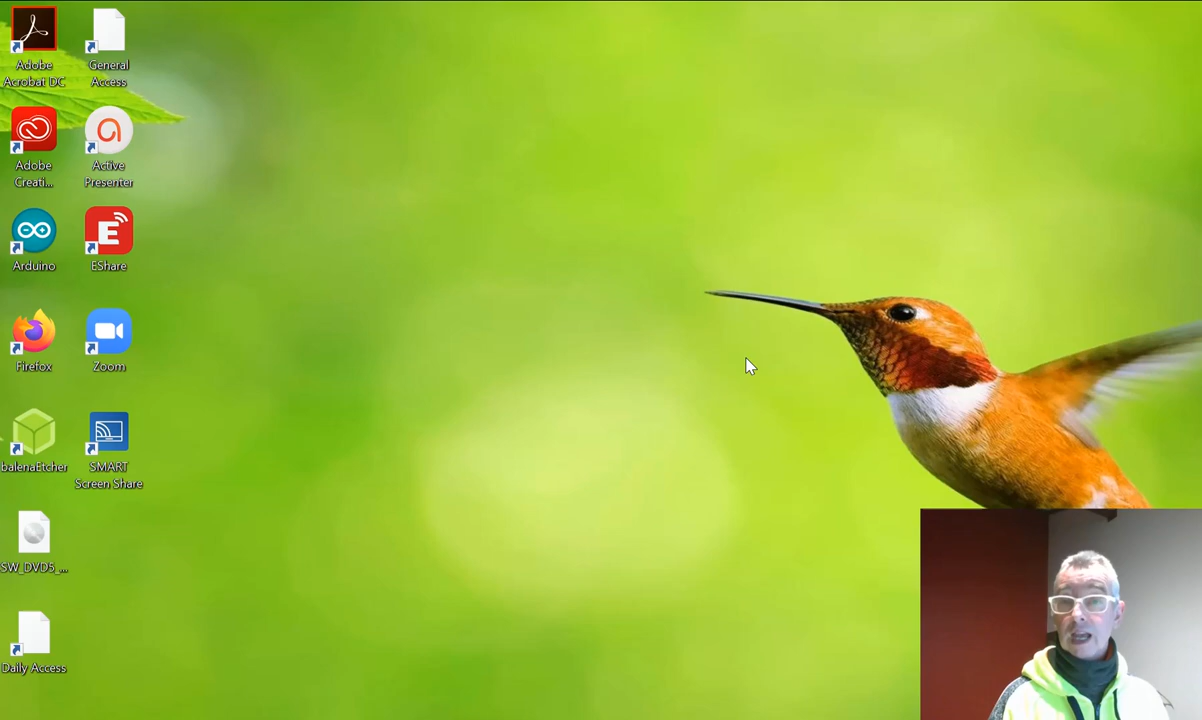 Adobe
Acrobat DC
General
Access
Adobe
Creati...
Active
Presenter
Arduino
EShare
Firefox
Zoom
balenaEtcher
SMART
Screen Share
SW_DVD5_...
Daily Access